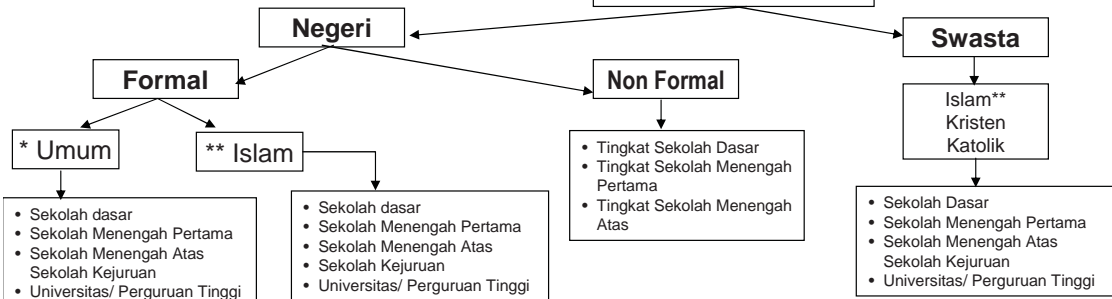 Negeri
Swasta
Formal
Non Formal
Islam**
Kristen
Katolik
* Umum
** Islam
• Tingkat Sekolah Dasar
• Tingkat Sekolah Menengah
Pertama
• Tingkat Sekolah Menengah
Atas
• Sekolah dasar
• Sekolah Menengah Pertama
• Sekolah Menengah Atas
Sekolah Kejuruan
• Universitas/ Perguruan Tinggi
• Sekolah dasar
• Sekolah Menengah Pertama
• Sekolah Menengah Atas
• Sekolah Kejuruan
• Universitas/ Perguruan Tinggi
• Sekolah Dasar
• Sekolah Menengah Pertama
• Sekolah Menengah Atas
Sekolah Kejuruan
• Universitas/ Perguruan Tinggi